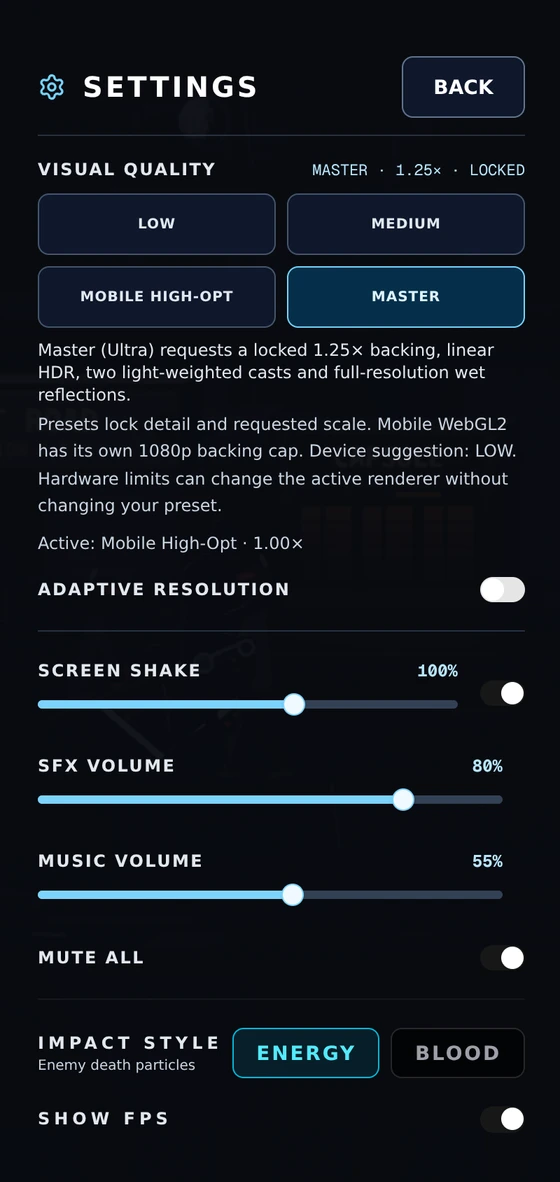 SETTINGS
BACK
VISUAL QUALITY
MASTER · 1.25× · LOCKED
LOW
MEDIUM
MOBILE HIGH-OPT
MASTER
Master (Ultra) requests a locked 1.25× backing, linear
HDR, two light-weighted casts and full-resolution wet
reflections.
Presets lock detail and requested scale. Mobile WebGL2
has its own 1080p backing cap. Device suggestion: LOW.
Hardware limits can change the active renderer without
changing your preset.
Active: Mobile High-Opt · 1.00×
ADAPTIVE RESOLUTION
SCREEN SHAKE
100%
SFX VOLUME
80%
MUSIC VOLUME
55%
MUTE ALL
IMPACT STYLE
Enemy death particles
ENERGY
BLOOD
SHOW FPS